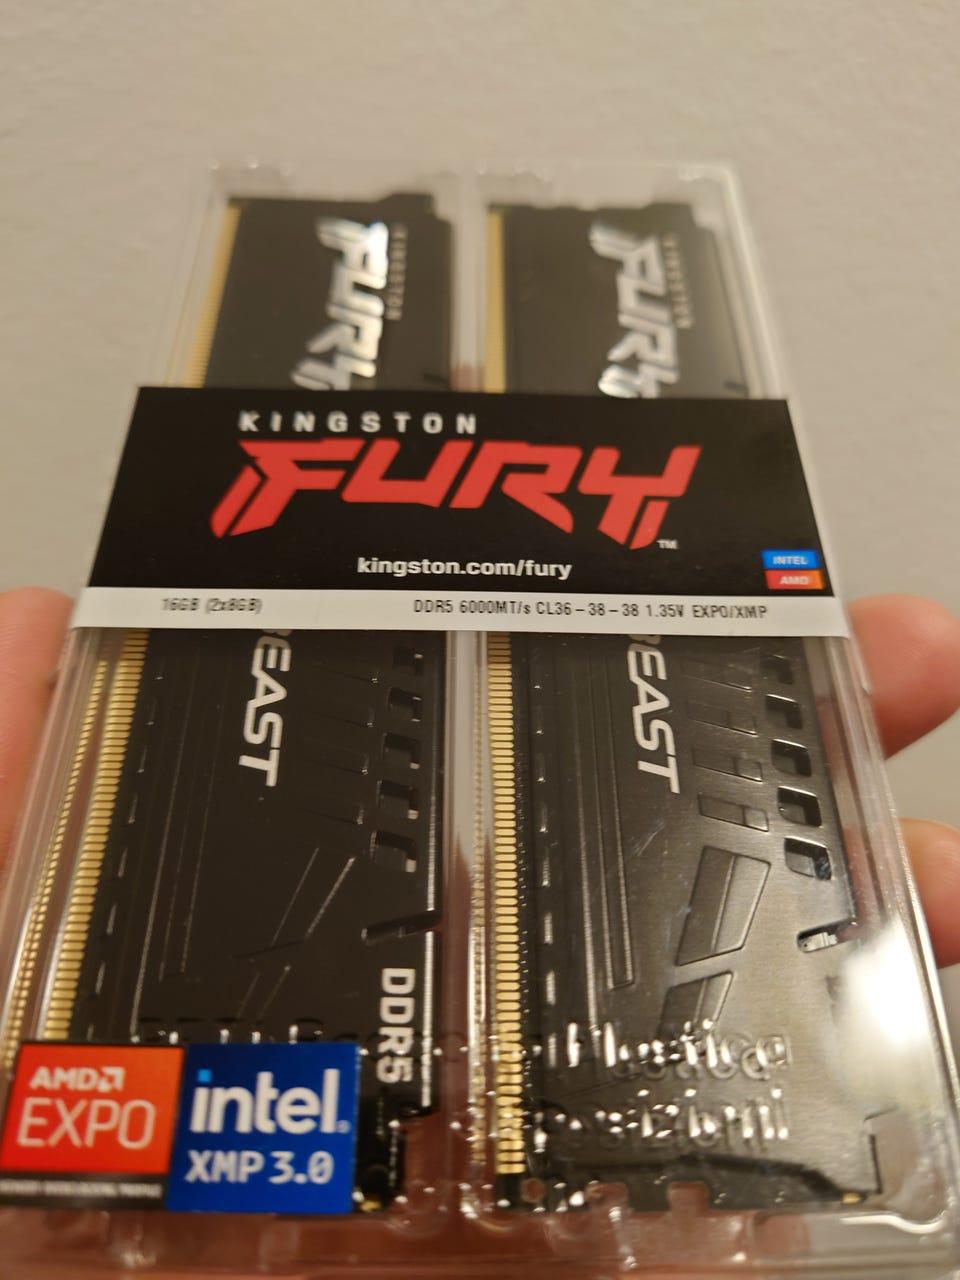 KINGSTON
FURY
KINGSTON
FURY
KINGSTON
FURY™
kingston.com/fury
INTEL
AMD
16GB (2x8GB) DDR5 6000MT/s CL36-38-38 1.35V EXPO/XMP
BEAST
BEAST
DDR5
AMD
EXPO
intel.
XMP 3.0